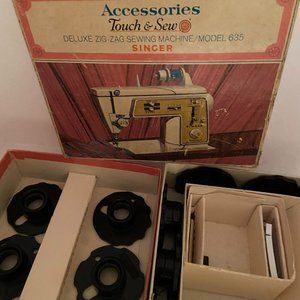 Accessories
Touch & Sew
DELUXE ZIG-ZAG SEWING MACHINE/MODEL 635
SINGER